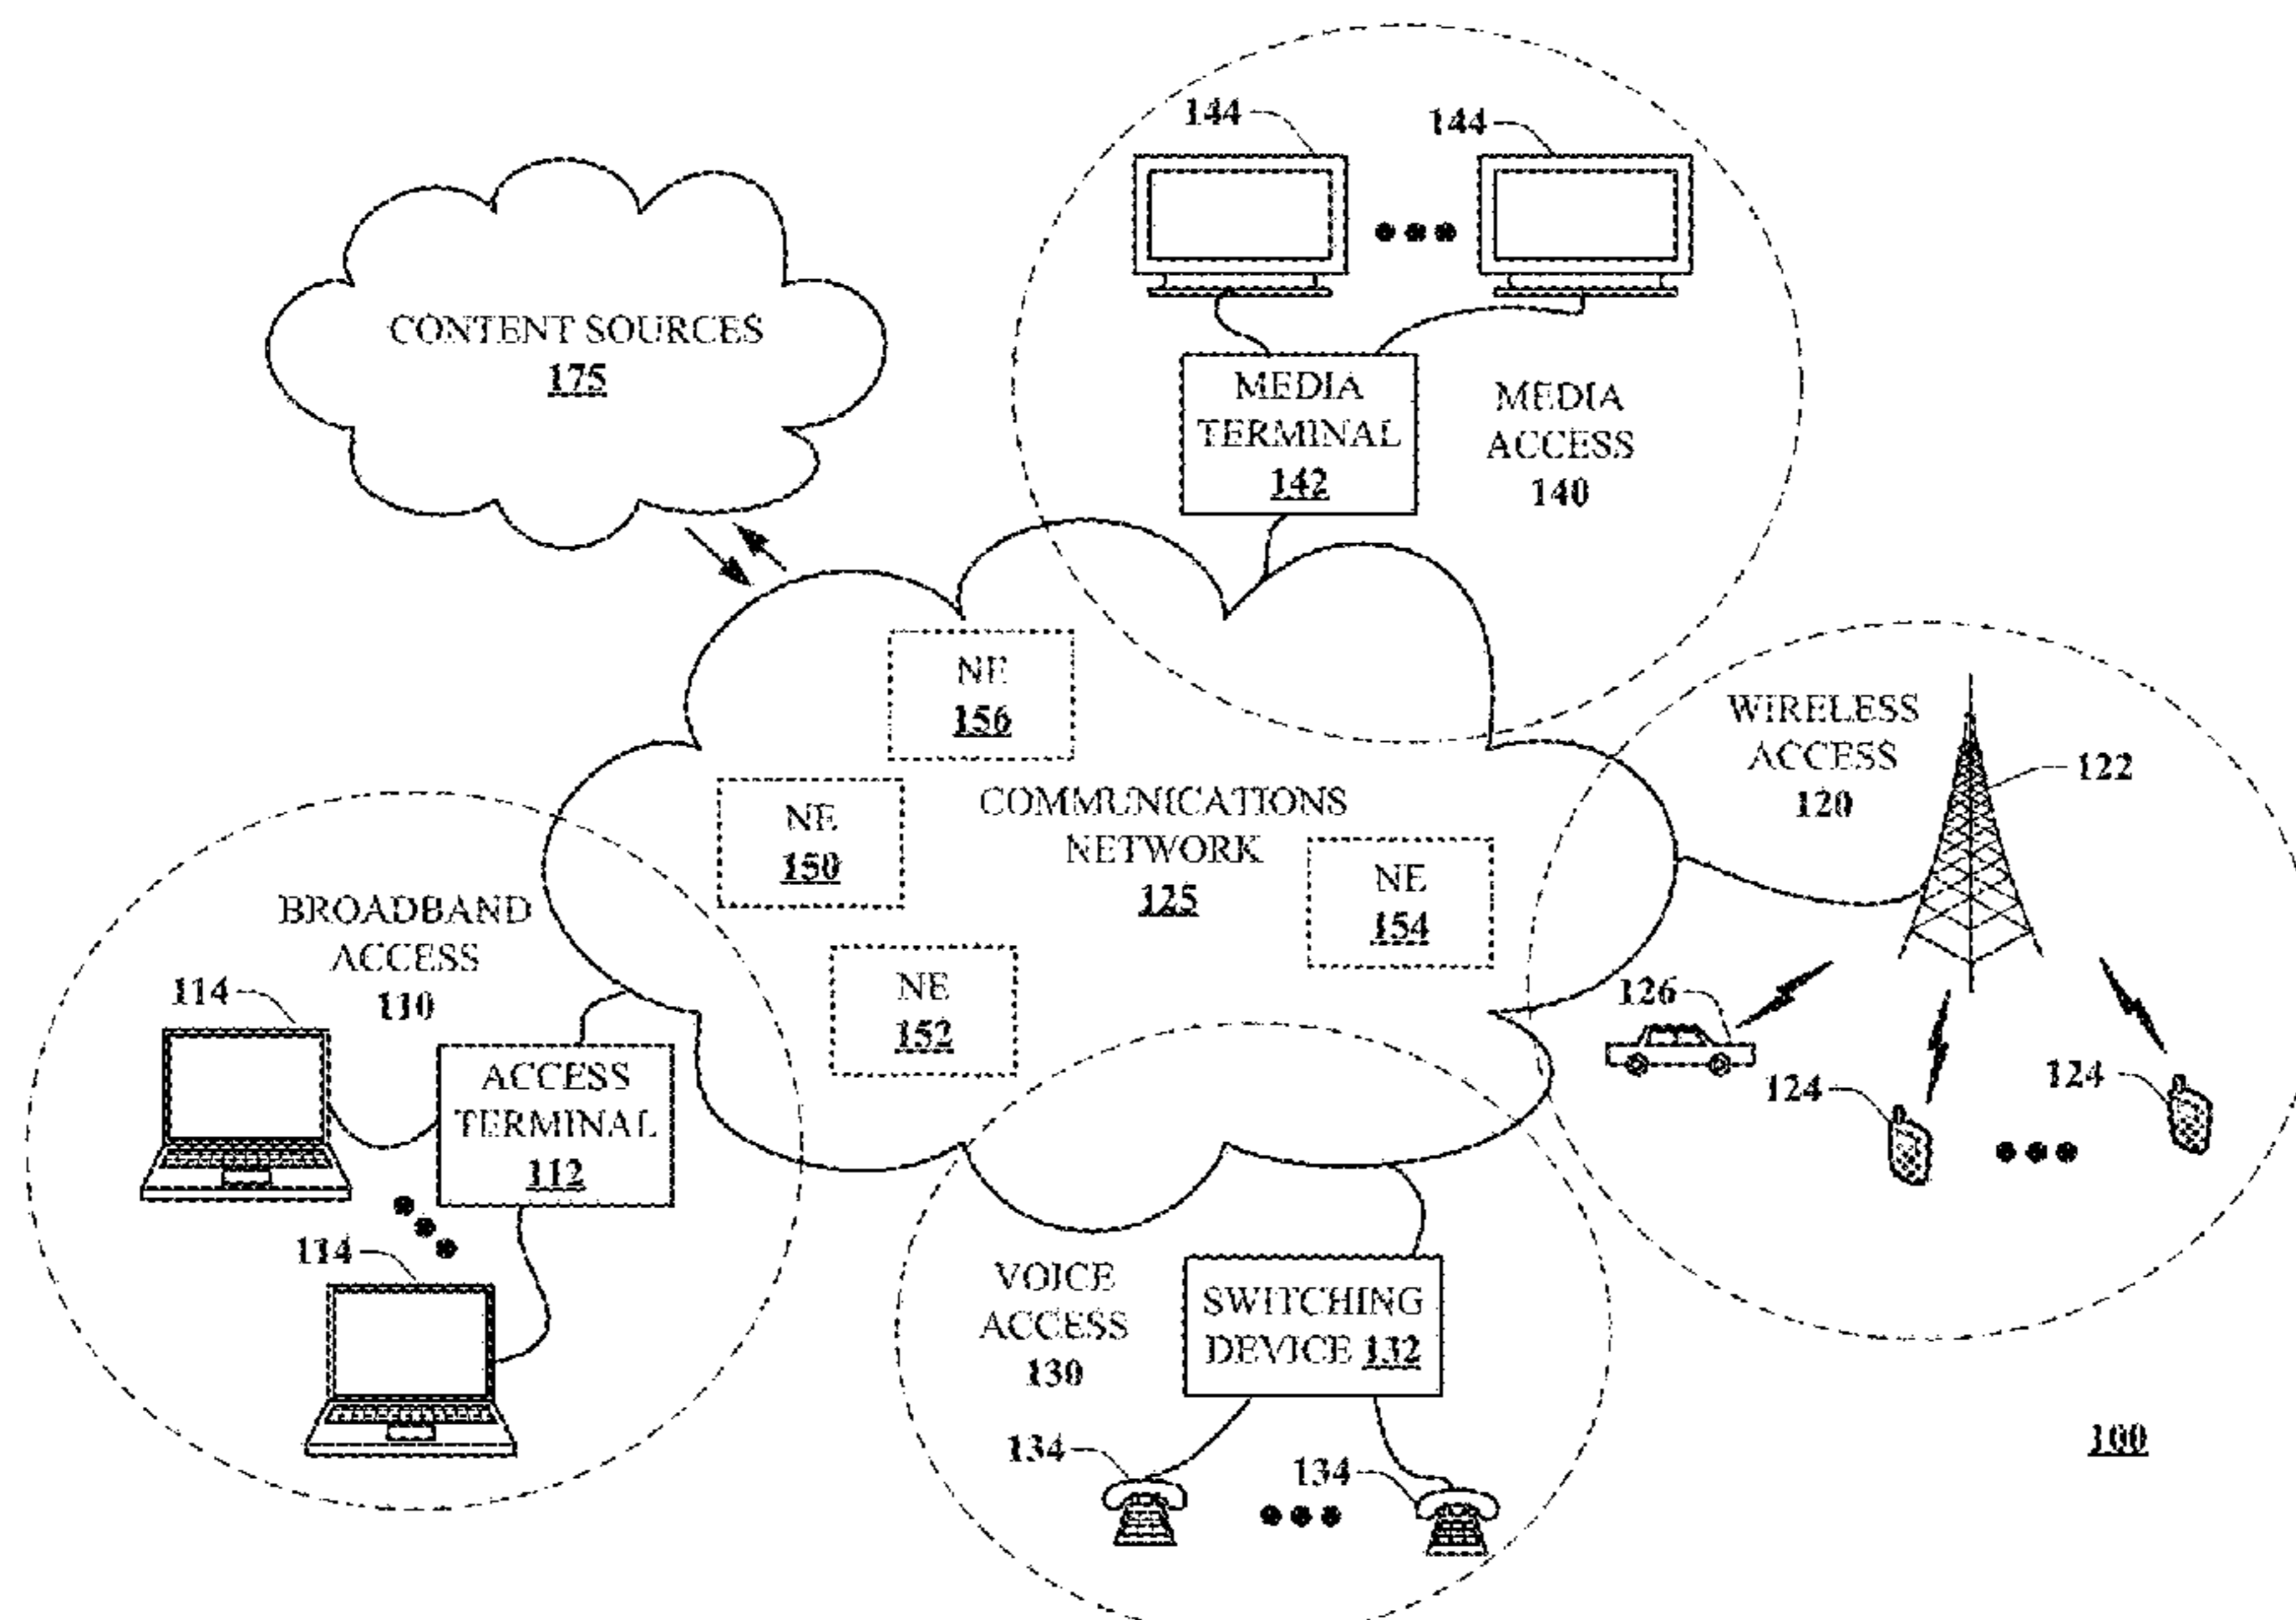 144
144
CONTENT SOURCES
175
MEDIA
TERMINAL
142
MEDIA
ACCESS
140
NE
156
WIRELESS
ACCESS
120
122
NE
150
COMMUNICATIONS
NETWORK
125
NE
154
BROADBAND
ACCESS
110
114
NE
152
126
ACCESS
TERMINAL
112
124
124
114
VOICE
ACCESS
130
SWITCHING
DEVICE 132
134
134
100